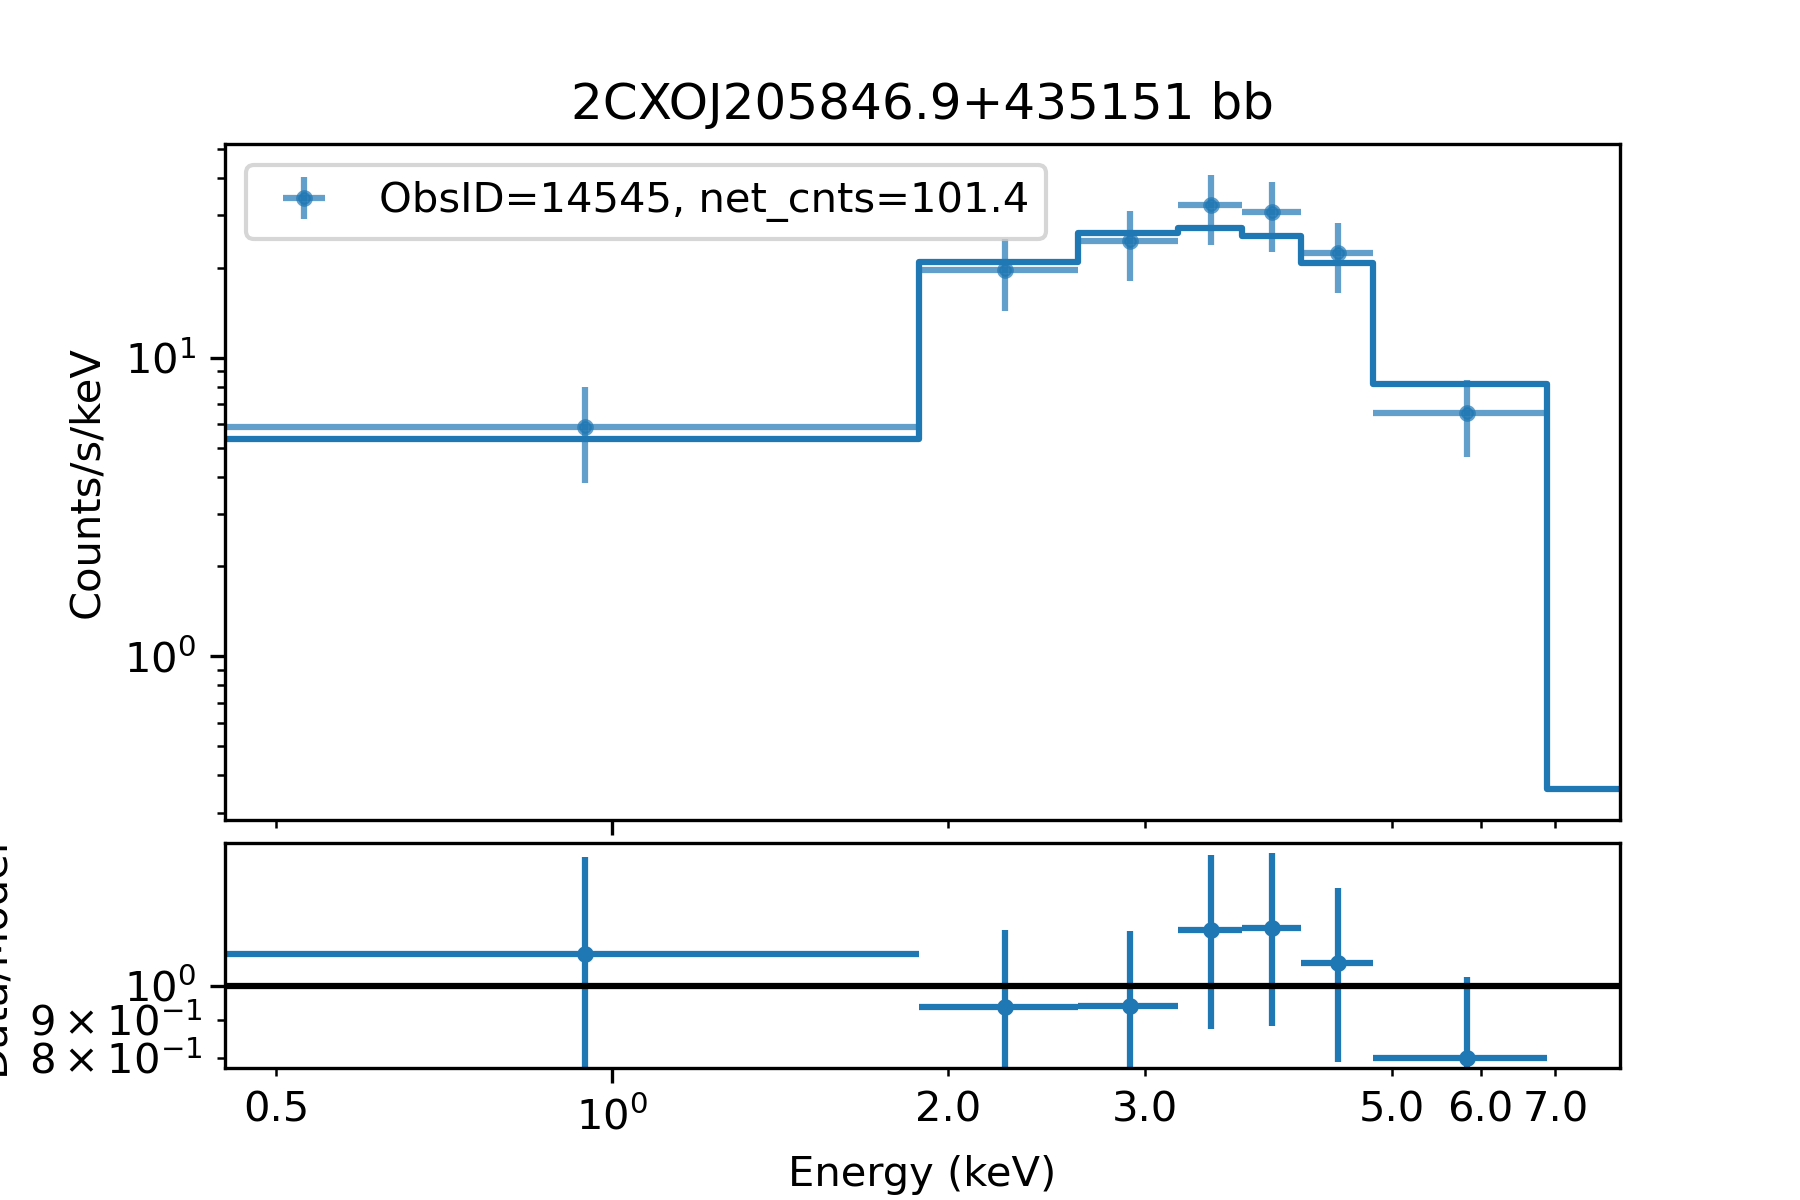 2CXOJ205846.9+435151 bb
ObsID=14545, net_cnts=101.4
Counts/s/keV
10¹
10⁰
10⁰
9 × 10⁻¹
8 × 10⁻¹
0.5
10⁰
2.0
3.0
5.0
6.0
7.0
Energy (keV)